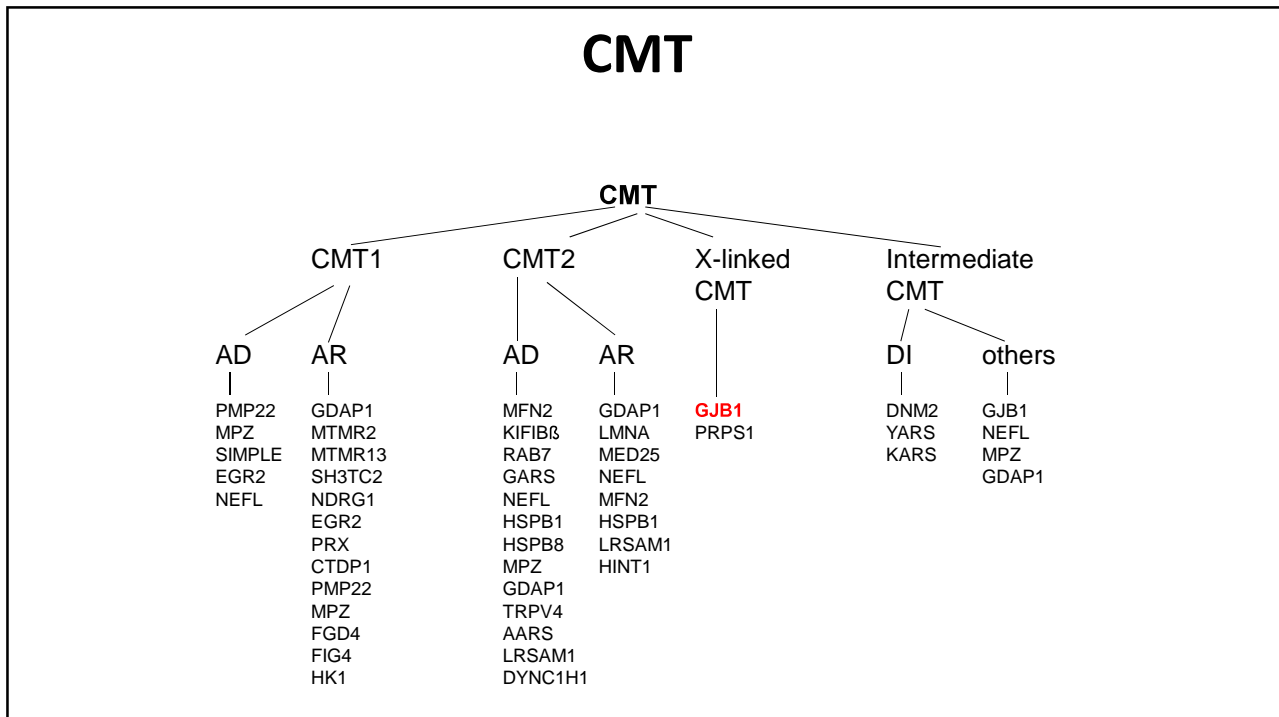 CMT
CMT
CMT1
CMT2
X-linked
CMT
Intermediate
CMT
AD
AR
AD
AR
DI
others
PMP22
MPZ
SIMPLE
EGR2
NEFL
GDAP1
MTMR2
MTMR13
SH3TC2
NDRG1
EGR2
PRX
CTDP1
PMP22
MPZ
FGD4
FIG4
HK1
MFN2
KIFIBß
RAB7
GARS
NEFL
HSPB1
HSPB8
MPZ
GDAP1
TRPV4
AARS
LRSAM1
DYNC1H1
GDAP1
LMNA
MED25
NEFL
MFN2
HSPB1
LRSAM1
HINT1
GJB1
PRPS1
DNM2
YARS
KARS
GJB1
NEFL
MPZ
GDAP1